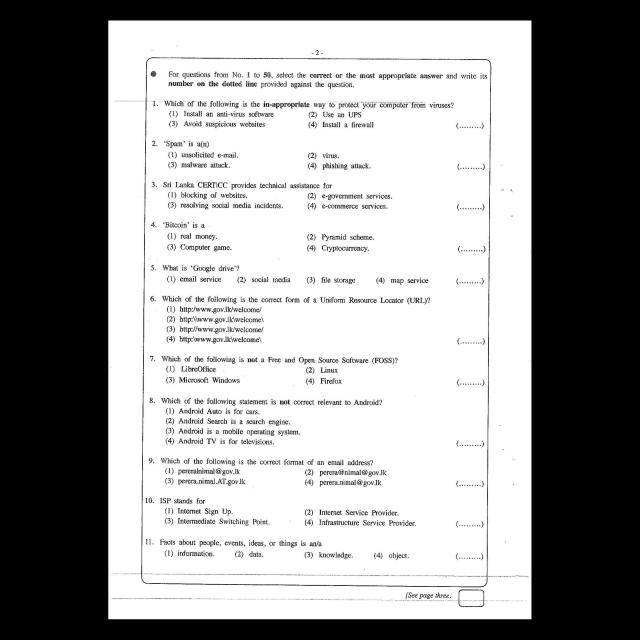 - 2 -
● For questions from No. 1 to 50, select the correct or the most appropriate answer and write its
number on the dotted line provided against the question.
1. Which of the following is the in-appropriate way to protect your computer from viruses?
(1) Install an anti-virus software (2) Use an UPS
(3) Avoid suspicious websites (4) Install a firewall (.........)
2. 'Spam' is a(n)
(1) unsolicited e-mail. (2) virus.
(3) malware attack. (4) phishing attack. (.........)
3. Sri Lanka CERT|CC provides technical assistance for
(1) blocking of websites. (2) e-government services.
(3) resolving social media incidents. (4) e-commerce services. (.........)
4. 'Bitcoin' is a
(1) real money. (2) Pyramid scheme.
(3) Computer game. (4) Cryptocurrency. (.........)
5. What is 'Google drive'?
(1) email service (2) social media (3) file storage (4) map service (.........)
6. Which of the following is the correct form of a Uniform Resource Locator (URL)?
(1) http:/www.gov.lk/welcome/
(2) http:\\www.gov.lk\welcome\
(3) http://www.gov.lk/welcome/
(4) http:\www.gov.lk\welcome\ (.........)
7. Which of the following is not a Free and Open Source Software (FOSS)?
(1) LibreOffice (2) Linux
(3) Microsoft Windows (4) Firefox (.........)
8. Which of the following statement is not correct relevant to Android?
(1) Android Auto is for cars.
(2) Android Search is a search engine.
(3) Android is a mobile operating system.
(4) Android TV is for televisions. (.........)
9. Which of the following is the correct format of an email address?
(1) pereralnimal@gov.lk (2) perera@nimal@gov.lk
(3) perera.nimal.AT.gov.lk (4) perera.nimal@gov.lk (.........)
10. ISP stands for
(1) Internet Sign Up. (2) Internet Service Provider.
(3) Intermediate Switching Point. (4) Infrastructure Service Provider. (.........)
11. Facts about people, events, ideas, or things is an/a
(1) information. (2) data. (3) knowledge. (4) object. (.........)
[See page three.